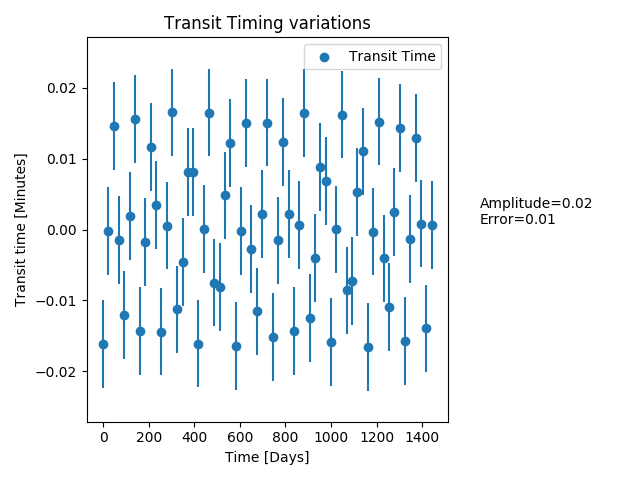 Transit Timing variations
Transit Time
0.02
0.01
0.00
−0.01
−0.02
Transit time [Minutes]
0 200 400 600 800 1000 1200 1400
Time [Days]
Amplitude=0.02
Error=0.01